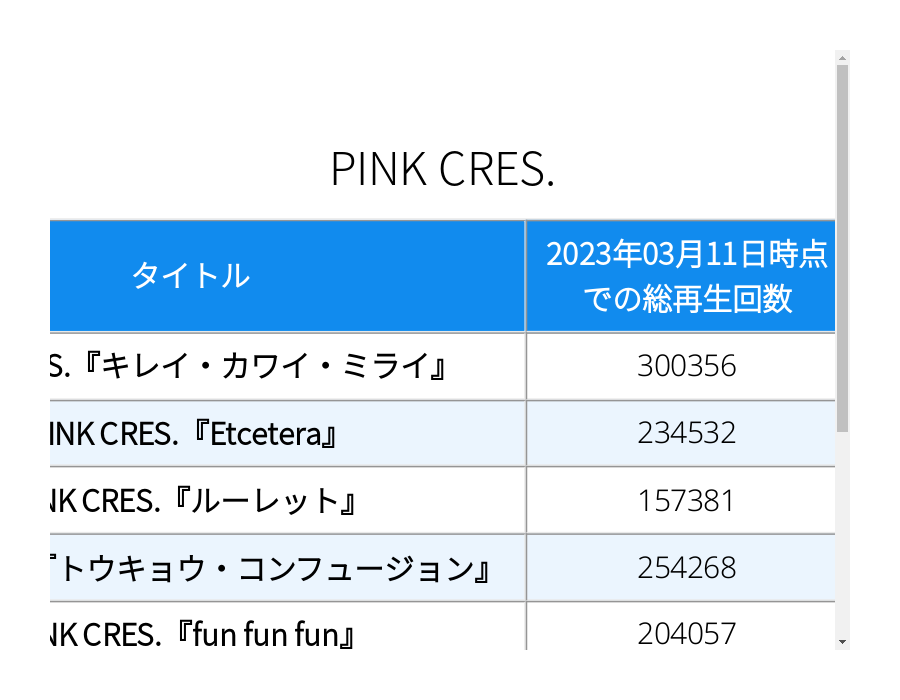 PINK CRES.
タイトル
2023年03月11日時点
での総再生回数
S.『キレイ・カワイ・ミライ』
300356
INK CRES.『Etcetera』
234532
NK CRES.『ルーレット』
157381
『トウキョウ・コンフュージョン』
254268
NK CRES.『fun fun fun』
204057